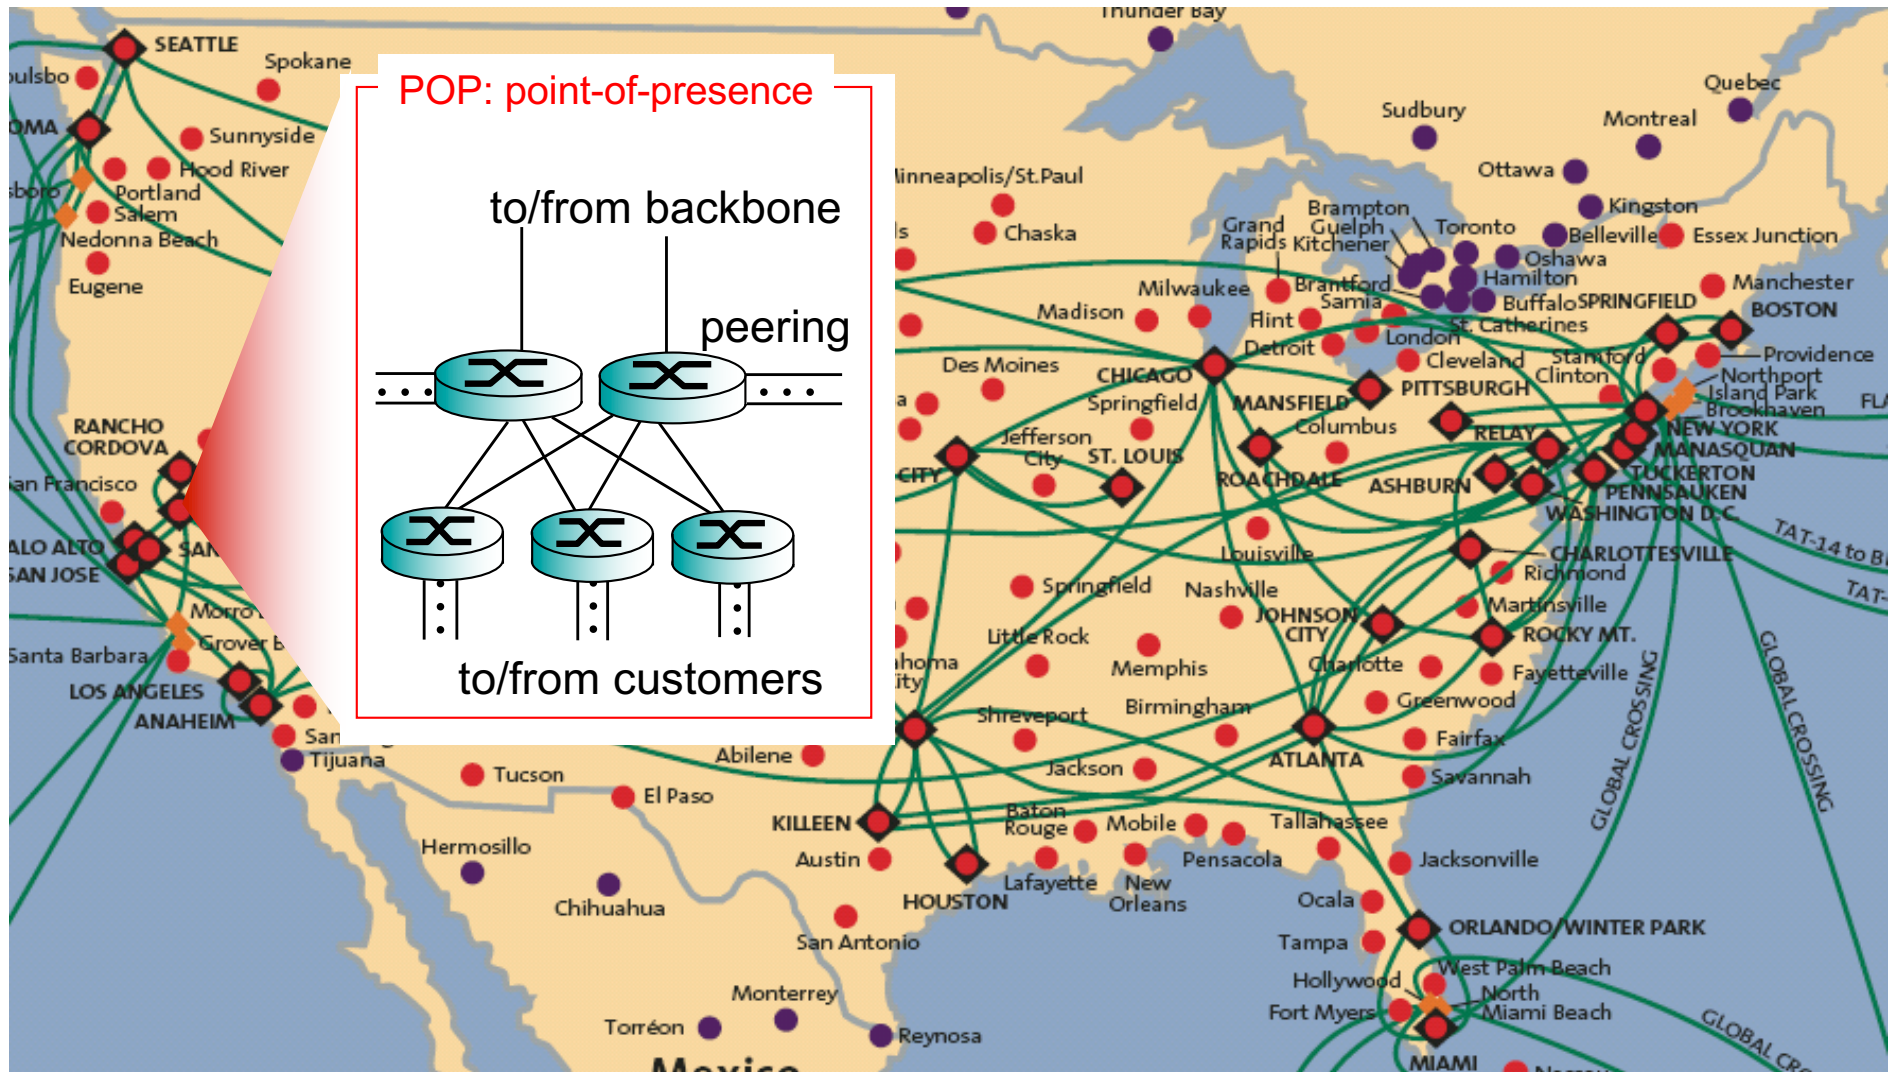 Thunder Bay
SEATTLE
Spokane
POP: point-of-presence
Quebec
Sudbury
Montreal
Sunnyside
Hood River
Ottawa
Portland
Salem
to/from backbone
Kingston
Brampton
Grand
Rapids
Guelph
Kitchener
Toronto
Belleville
Essex Junction
Chaska
Nedonna Beach
Oshawa
Eugene
Hamilton
Milwaukee
Brantford
Manchester
Buffalo
SPRINGFIELD
BOSTON
Madison
Flint
peering
St. Catherines
London
Detroit
Cleveland
Stamford
Providence
Des Moines
CHICAGO
PITTSBURGH
Clinton
Northport
Island Park
Springfield
MANSFIELD
Brookhaven
RANCHO
CORDOVA
Columbus
RELAY
NEW YORK
Jefferson
City
ST. LOUIS
MANASQUAN
CITY
ROACHDALE
ASHBURN
TUCKERTON
PENNSAUKEN
WASHINGTON D.C.
TAT-14 to
SAN JOSE
Louisville
CHARLOTTESVILLE
Richmond
Springfield
Nashville
TAT-
Morro
Grover
JOHNSON
CITY
Martinsville
Little Rock
ROCKY MT.
Santa Barbara
Memphis
Charlotte
Fayetteville
GLOBAL CROSSING
GLOBAL CROSSING
to/from customers
LOS ANGELES
Greenwood
ANAHEIM
Shreveport
Birmingham
San
Fairfax
Tijuana
Abilene
ATLANTA
Tucson
Jackson
Savannah
El Paso
KILLEEN
Baton
Rouge
Mobile
Tallahassee
Hermosillo
Austin
Pensacola
Jacksonville
Lafayette
New
Orleans
Chihuahua
HOUSTON
Ocala
San Antonio
Tampa
ORLANDO/WINTER PARK
Hollywood
West Palm Beach
Monterrey
North
Miami Beach
Fort Myers
Torréon
Reynosa
GLOBAL
MIAMI
Mexico